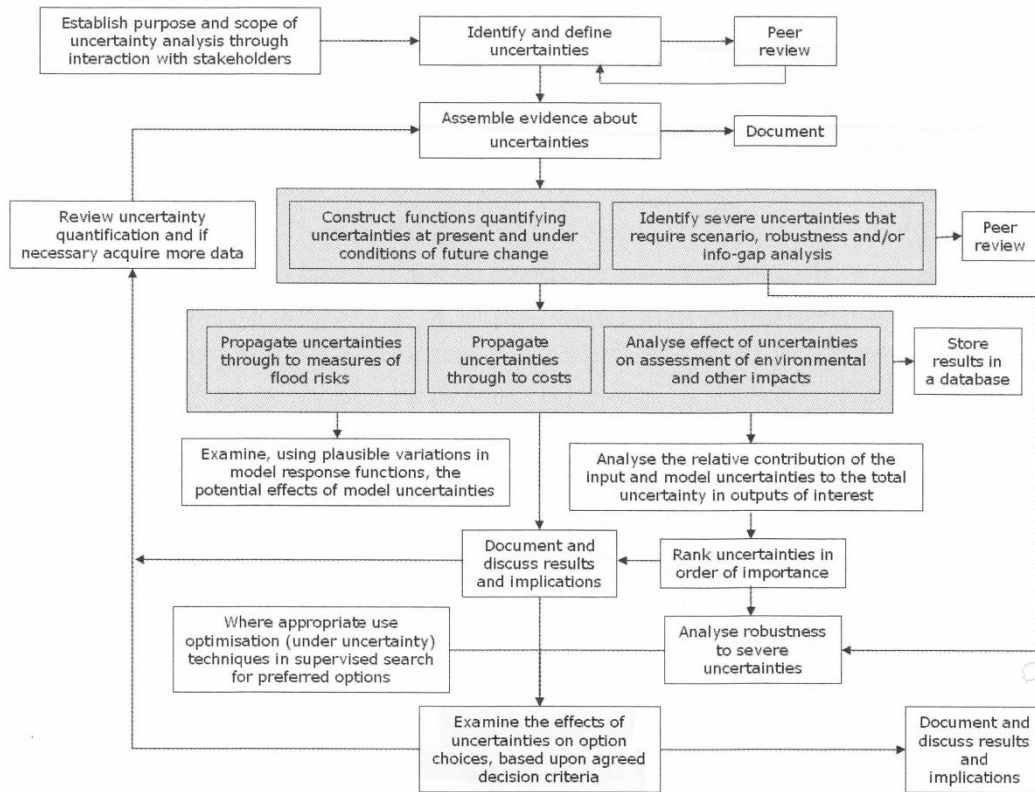 Establish purpose and scope of
uncertainty analysis through
interaction with stakeholders
Identify and define
uncertainties
Peer
review
Assemble evidence about
uncertainties
Document
Review uncertainty
quantification and if
necessary acquire more data
Construct functions quantifying
uncertainties at present and under
conditions of future change
Identify severe uncertainties that
require scenario, robustness and/or
info-gap analysis
Peer
review
Propagate uncertainties
through to measures of
flood risks
Propagate
uncertainties
through to costs
Analyse effect of uncertainties
on assessment of environmental
and other impacts
Store
results in
a database
Examine, using plausible variations in
model response functions, the
potential effects of model uncertainties
Analyse the relative contribution of the
input and model uncertainties to the total
uncertainty in outputs of interest
Document and
discuss results
and implications
Rank uncertainties in
order of importance
Where appropriate use
optimisation (under uncertainty)
techniques in supervised search
for preferred options
Analyse robustness
to severe
uncertainties
Examine the effects of
uncertainties on option
choices, based upon agreed
decision criteria
Document and
discuss results
and
implications